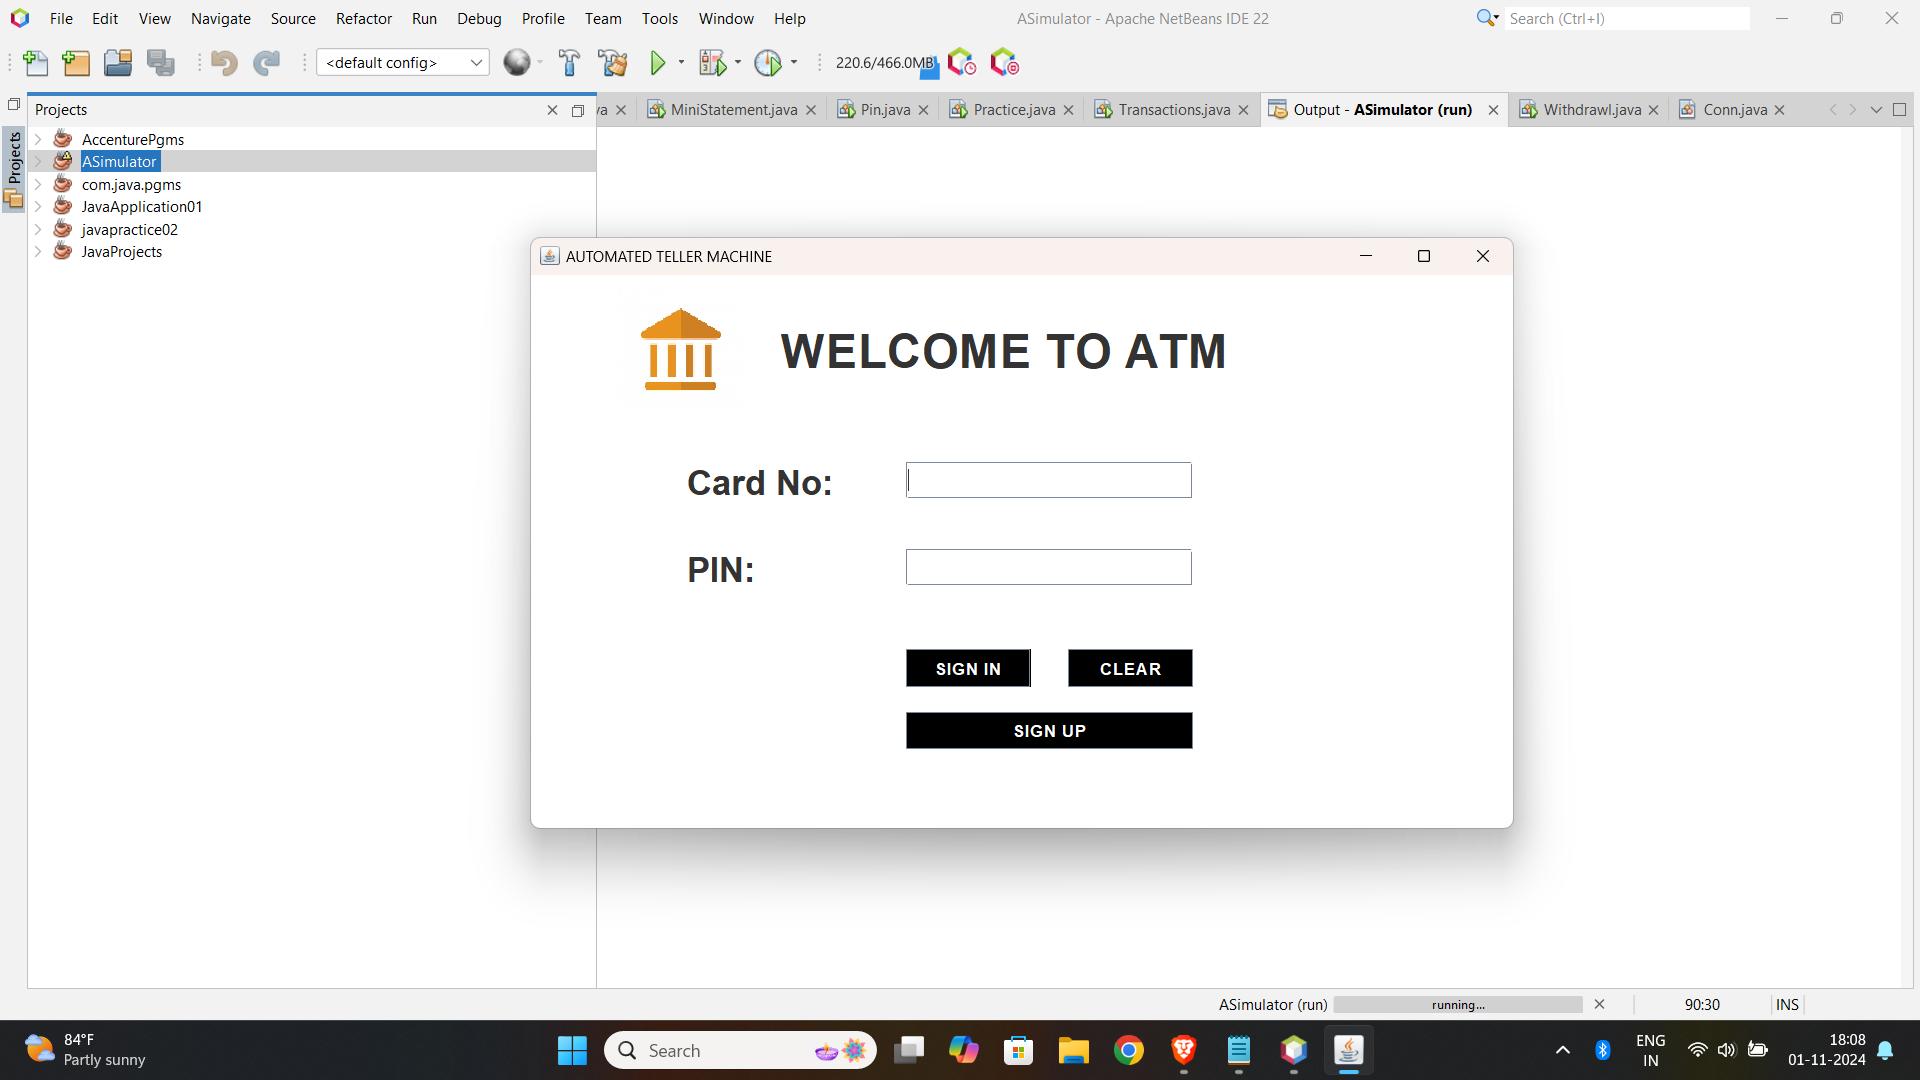 File Edit View Navigate Source Refactor Run Debug Profile Team Tools Window Help
ASimulator - Apache NetBeans IDE 22
Search (Ctrl+I)
<default config>
220.6/466.0MB
Projects
Projects
va
MiniStatement.java
Pin.java
Practice.java
Transactions.java
Output - ASimulator (run)
Withdrawl.java
Conn.java
AccenturePgms
ASimulator
com.java.pgms
JavaApplication01
javapractice02
JavaProjects
AUTOMATED TELLER MACHINE
WELCOME TO ATM
Card No:
PIN:
SIGN IN
CLEAR
SIGN UP
ASimulator (run)
running...
90:30
INS
84°F
Partly sunny
Search
ENG
IN
18:08
01-11-2024